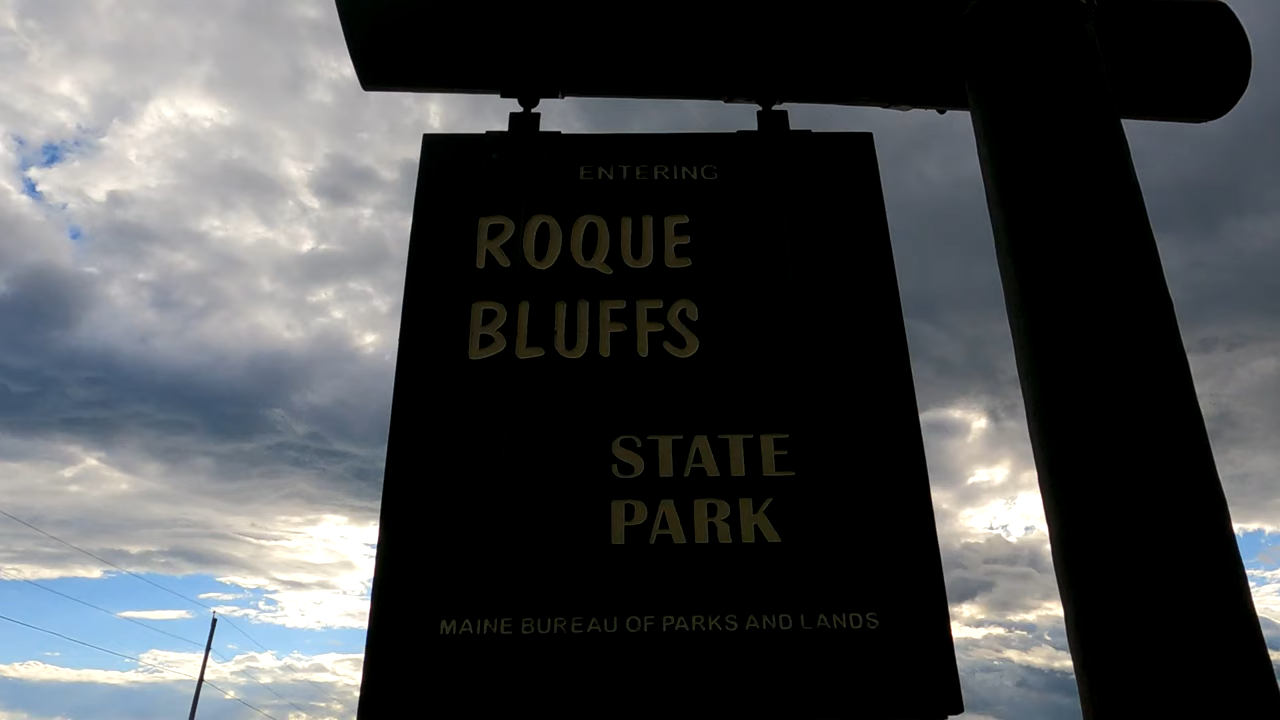 ENTERING
ROQUE
BLUFFS
STATE
PARK
MAINE BUREAU OF PARKS AND LANDS